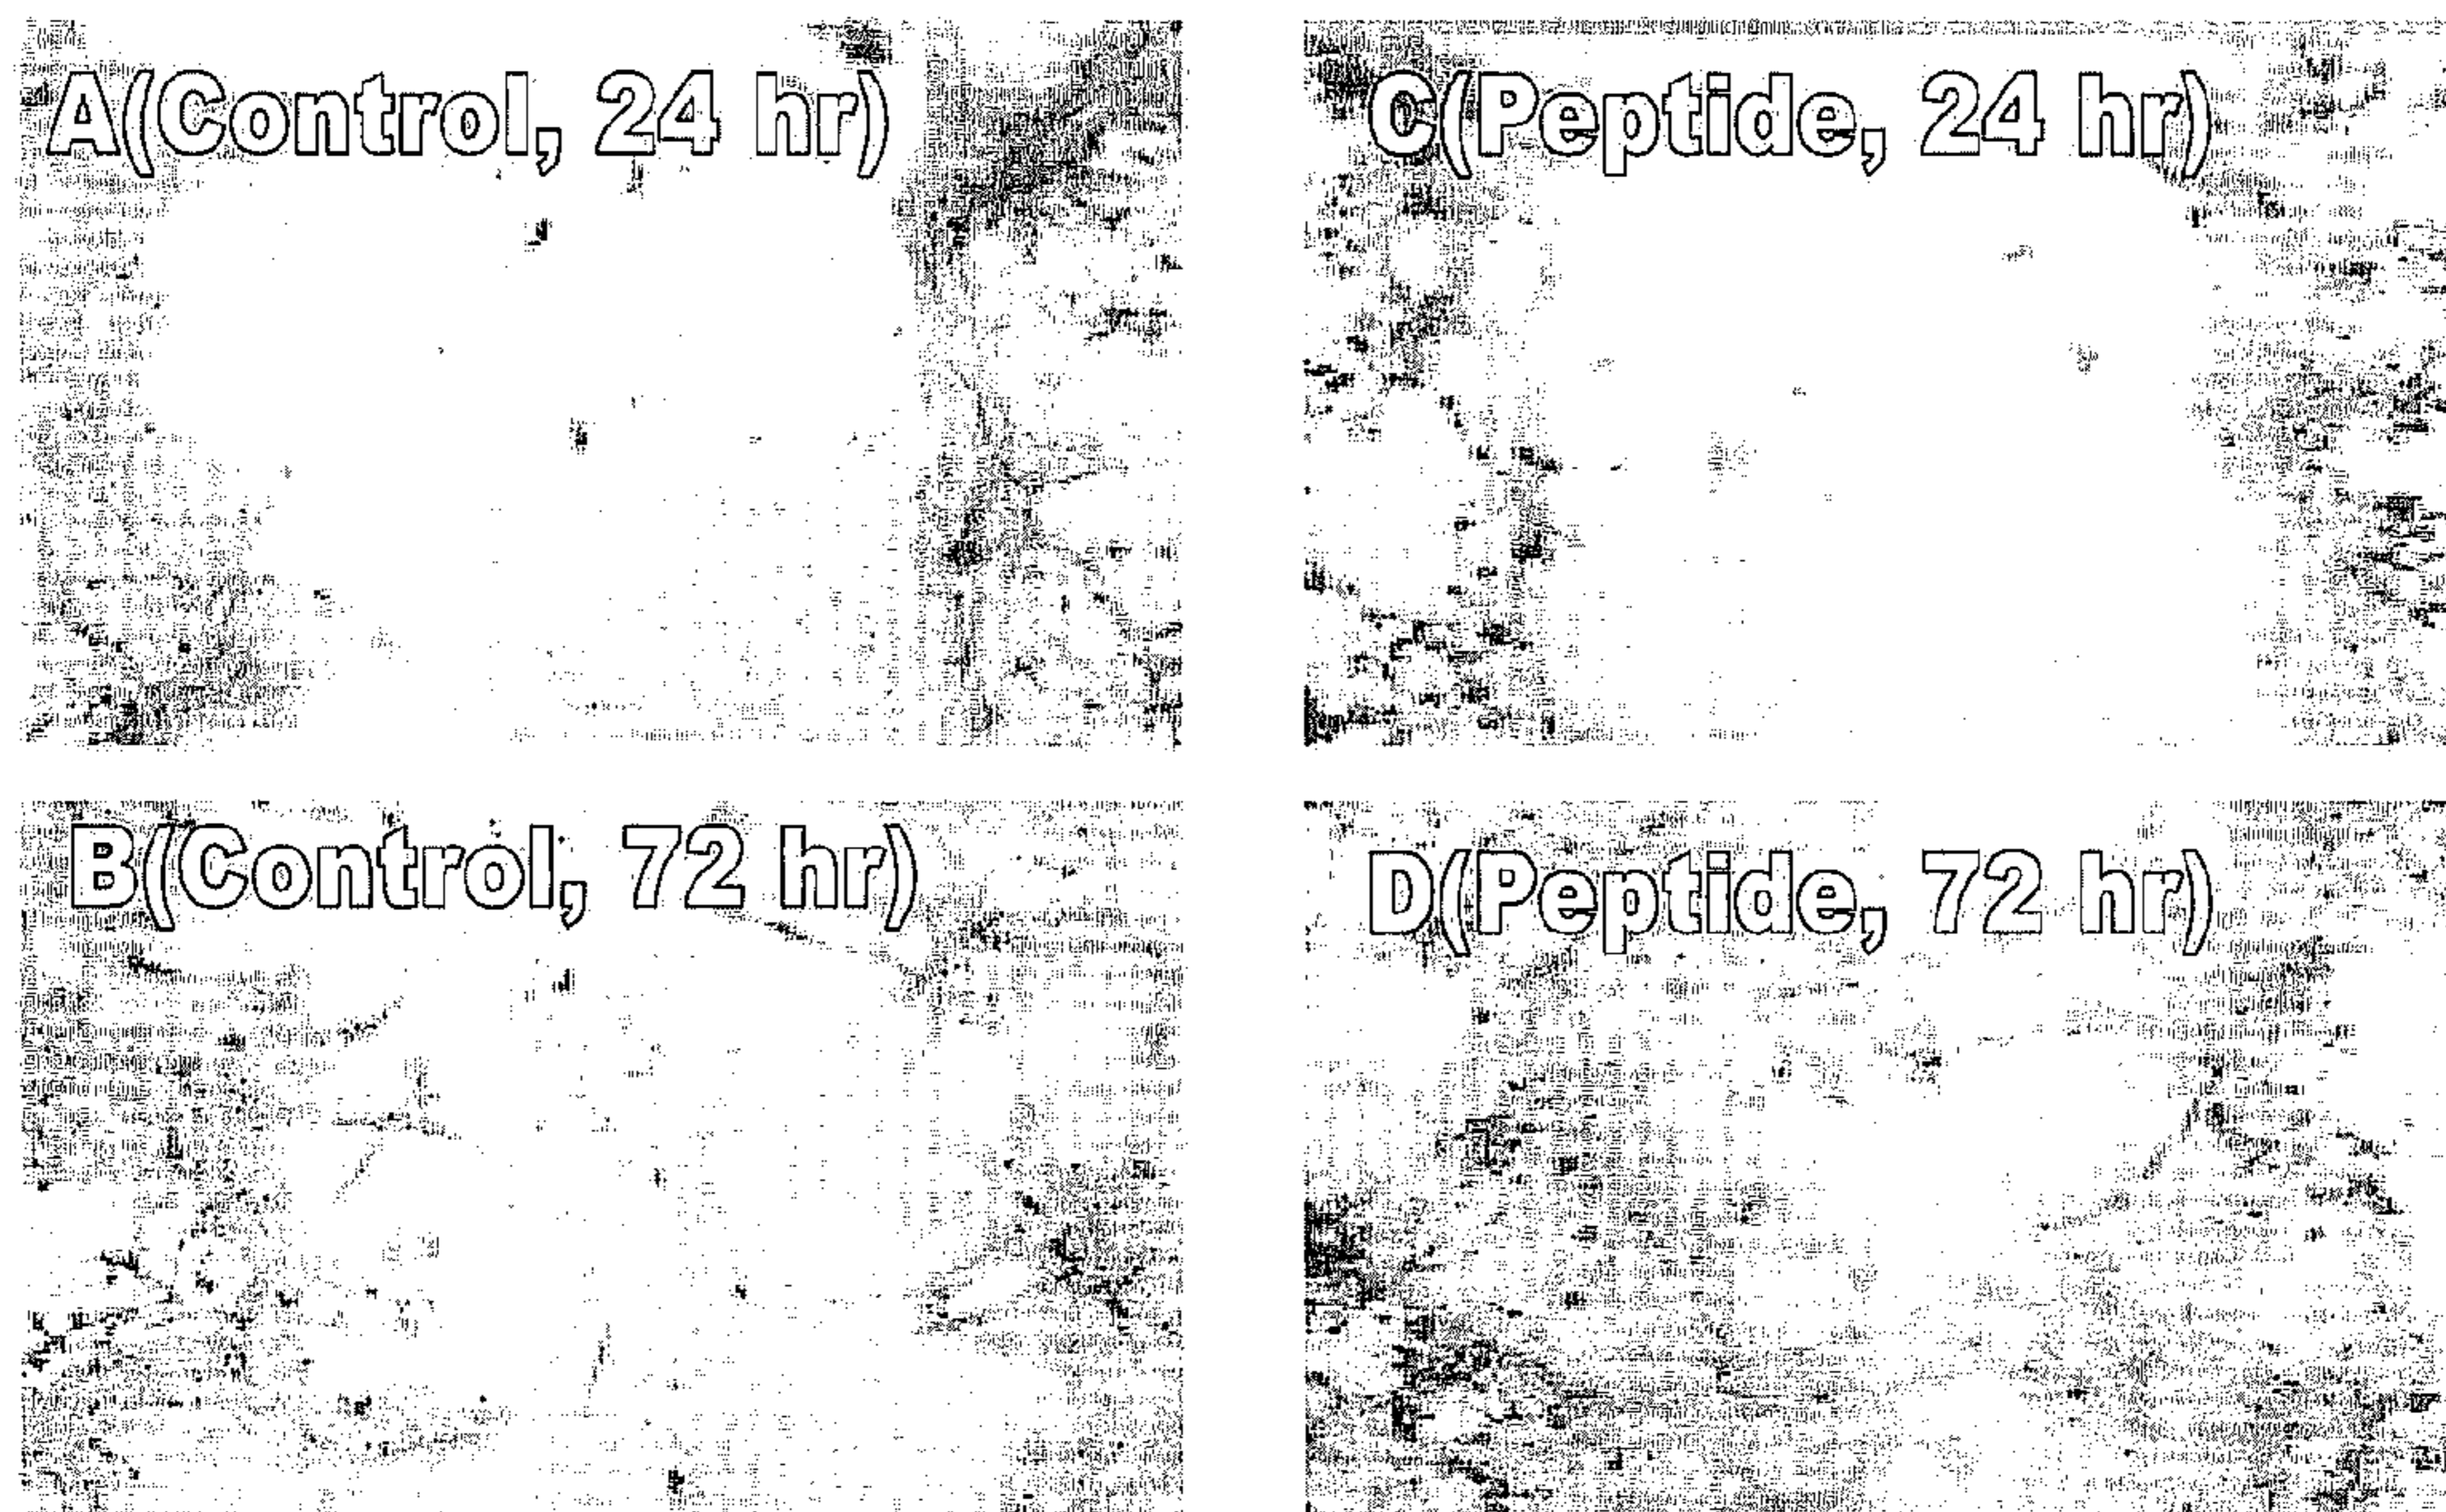 A(Control, 24 hr)
C(Peptide, 24 hr)
B(Control, 72 hr)
D(Peptide, 72 hr)